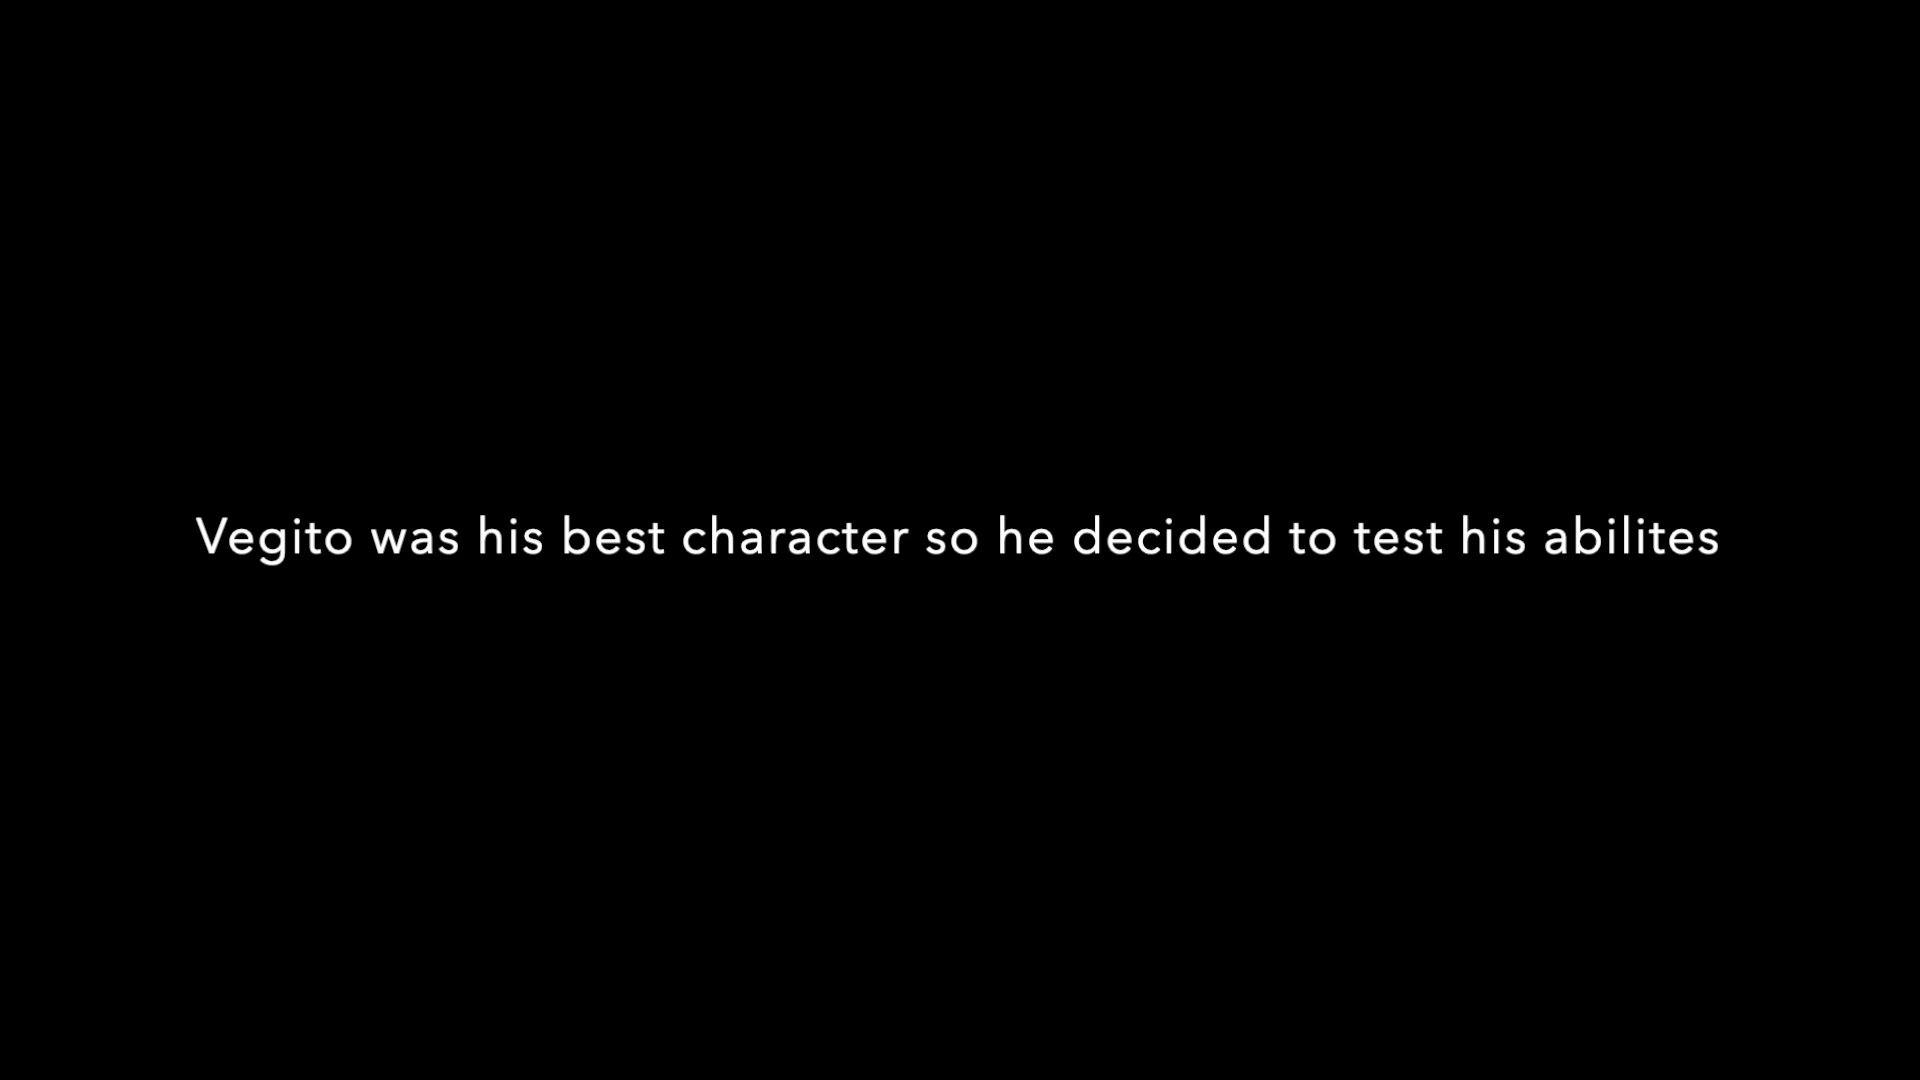 Vegito was his best character so he decided to test his abilites